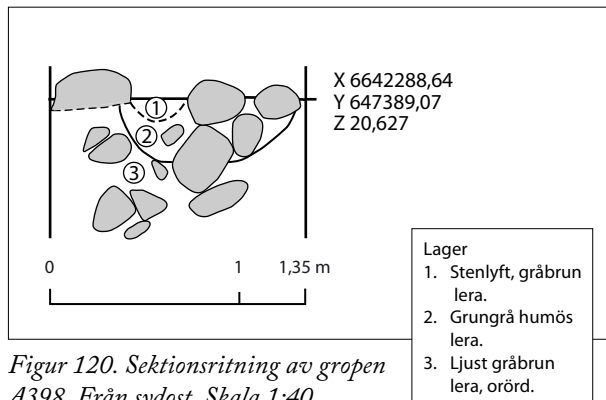 X 6642288,64
Y 647389,07
Z 20,627
1
2
3
0 1 1,35 m
Lager
1. Stenlyft, gråbrun
lera.
2. Grungrå humös
lera.
3. Ljust gråbrun
lera, orörd.
Figur 120. Sektionsritning av gropen
A398. Från sydost. Skala 1:40.